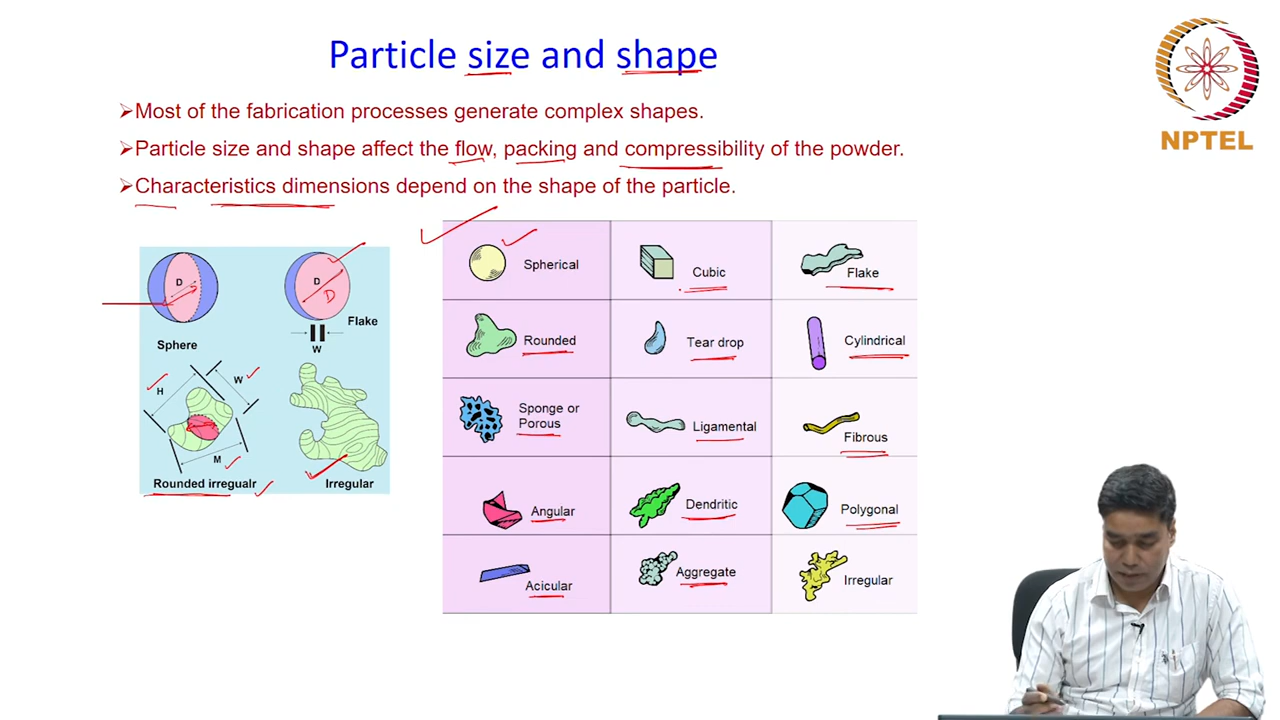 Particle size and shape
➢Most of the fabrication processes generate complex shapes.
➢Particle size and shape affect the flow, packing and compressibility of the powder.
➢Characteristics dimensions depend on the shape of the particle.
NPTEL
D
Sphere
D
D
W
Flake
H
W
M
Rounded irregualr
Irregular
Spherical
Cubic
Flake
Rounded
Tear drop
Cylindrical
Sponge or
Porous
Ligamental
Fibrous
Angular
Dendritic
Polygonal
Acicular
Aggregate
Irregular